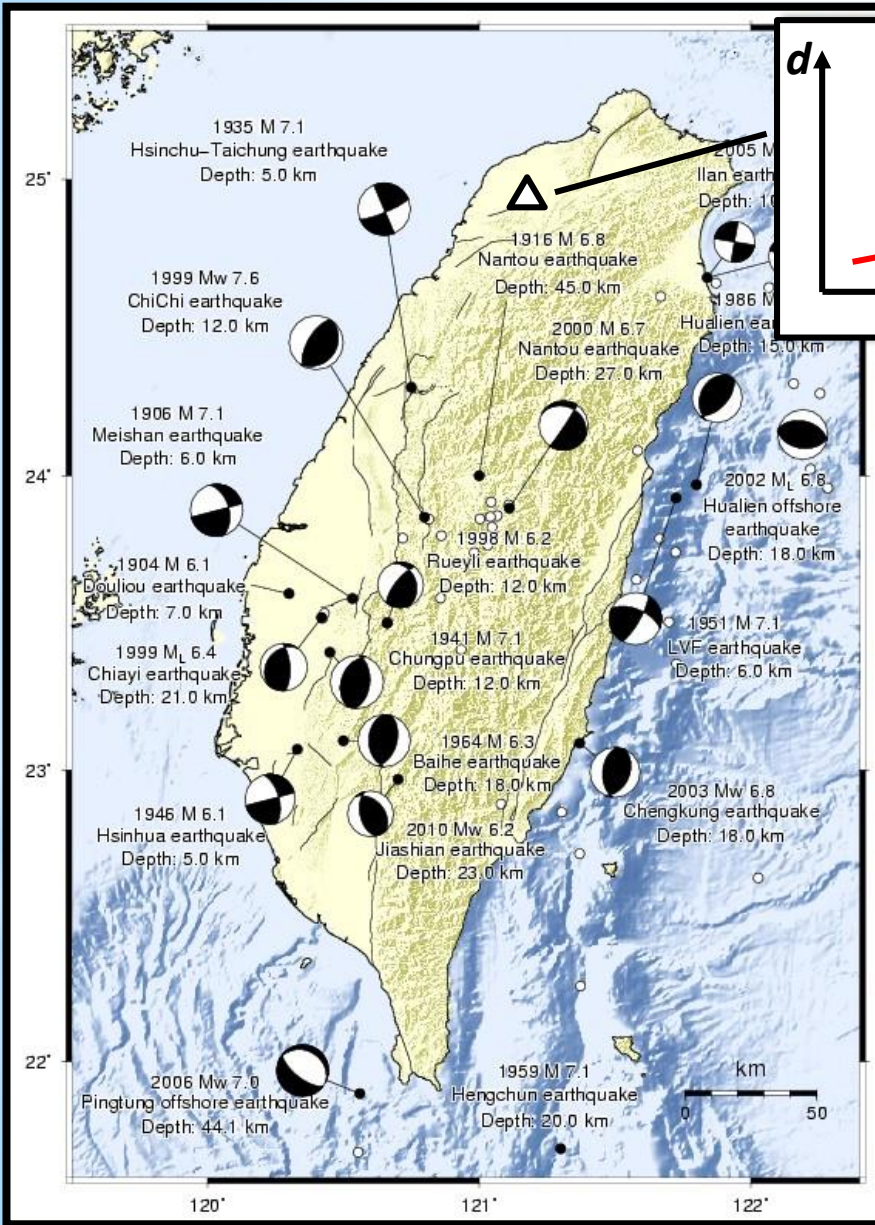 120˚
121˚
122˚
25˚
24˚
23˚
22˚
d
1935 M 7.1
Hsinchu-Taichung earthquake
Depth: 5.0 km
2005 M
Ilan earth
Depth: 10
1916 M 6.8
Nantou earthquake
Depth: 45.0 km
1999 Mw 7.6
ChiChi earthquake
Depth: 12.0 km
1986 M
Hualien ear
Depth: 15.0 km
2000 M 6.7
Nantou earthquake
Depth: 27.0 km
1906 M 7.1
Meishan earthquake
Depth: 6.0 km
2002 ML 6.8
Hualien offshore
earthquake
Depth: 18.0 km
1998 M 6.2
Rueyli earthquake
Depth: 12.0 km
1904 M 6.1
Douliou earthquake
Depth: 7.0 km
1951 M 7.1
LVF earthquake
Depth: 6.0 km
1941 M 7.1
Chungpu earthquake
Depth: 12.0 km
1999 ML 6.4
Chiayi earthquake
Depth: 21.0 km
1964 M 6.3
Baihe earthquake
Depth: 18.0 km
2003 Mw 6.8
Chengkung earthquake
Depth: 18.0 km
1946 M 6.1
Hsinhua earthquake
Depth: 5.0 km
2010 Mw 6.2
Jiashian earthquake
Depth: 23.0 km
2006 Mw 7.0
Pingtung offshore earthquake
Depth: 44.1 km
1959 M 7.1
Hengchun earthquake
Depth: 20.0 km
km
0 50